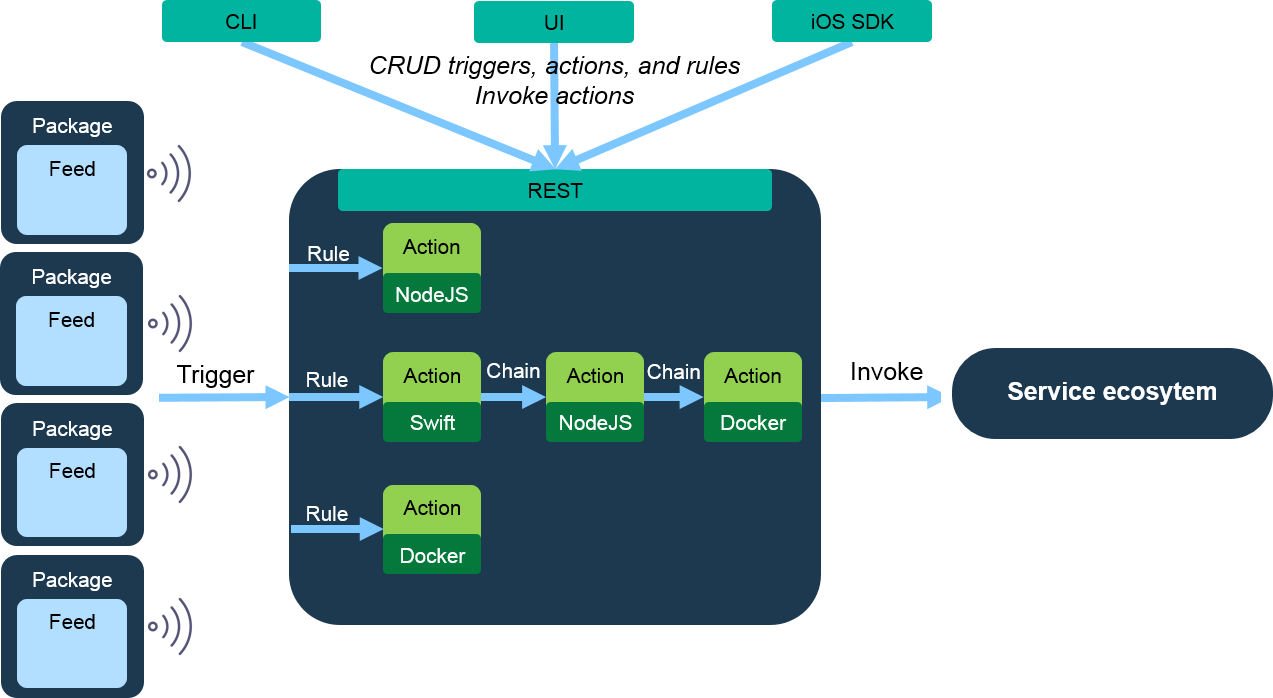 CLI
UI
iOS SDK
CRUD triggers, actions, and rules
Invoke actions
Package
Feed
Package
Feed
Package
Feed
Package
Feed
Trigger
REST
Rule
Action
NodeJS
Rule
Action
Swift
Chain
Action
NodeJS
Chain
Action
Docker
Rule
Action
Docker
Invoke
Service ecosytem